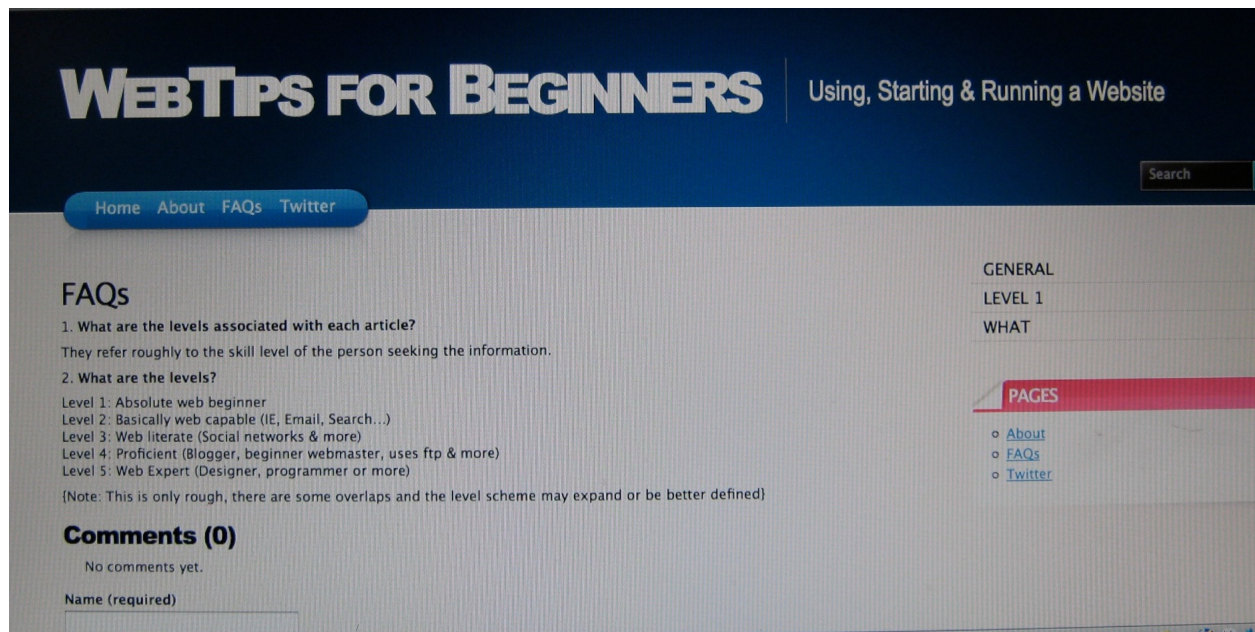 WEBTIPS FOR BEGINNERS
Using, Starting & Running a Website
Search
Home About FAQs Twitter
FAQs
1. What are the levels associated with each article?
They refer roughly to the skill level of the person seeking the information.
2. What are the levels?
Level 1: Absolute web beginner
Level 2: Basically web capable (IE, Email, Search...)
Level 3: Web literate (Social networks & more)
Level 4: Proficient (Blogger, beginner webmaster, uses ftp & more)
Level 5: Web Expert (Designer, programmer or more)
{Note: This is only rough, there are some overlaps and the level scheme may expand or be better defined}
Comments (0)
No comments yet.
Name (required)
GENERAL
LEVEL 1
WHAT
PAGES
About
FAQs
Twitter